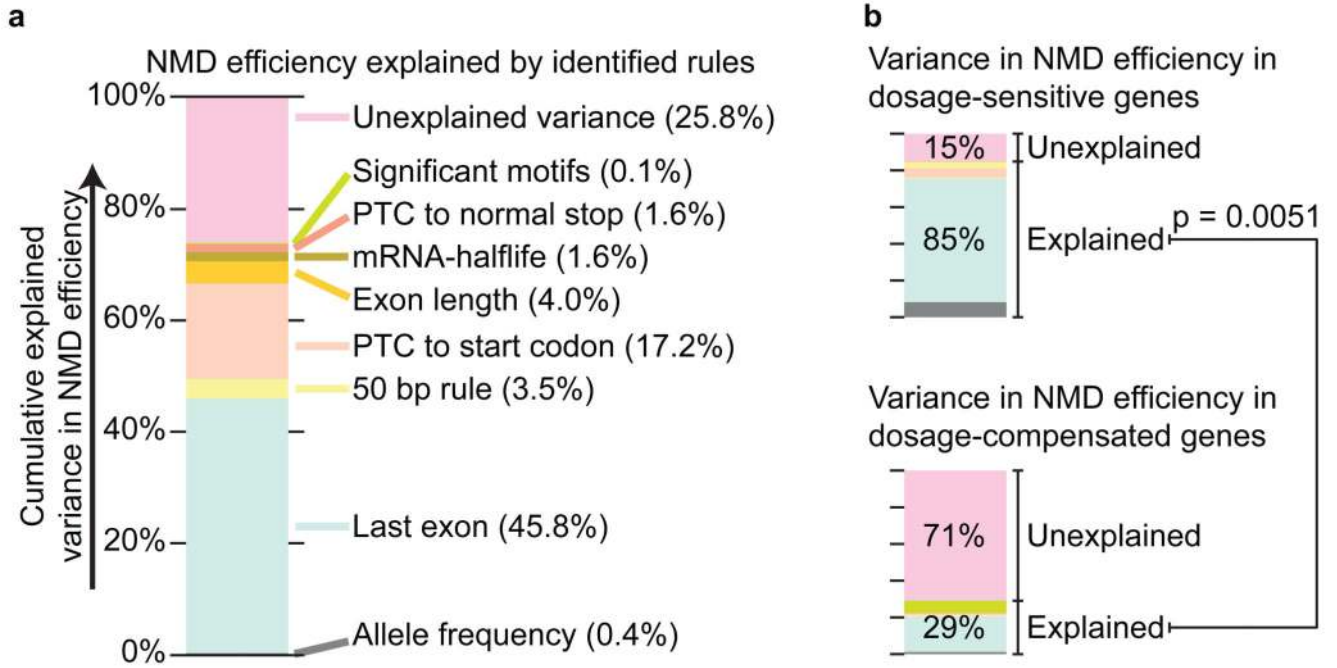 a
NMD efficiency explained by identified rules
100%
80%
60%
40%
20%
0%
Cumulative explained
variance in NMD efficiency
Unexplained variance (25.8%)
Significant motifs (0.1%)
PTC to normal stop (1.6%)
mRNA-halflife (1.6%)
Exon length (4.0%)
PTC to start codon (17.2%)
50 bp rule (3.5%)
Last exon (45.8%)
Allele frequency (0.4%)
b
Variance in NMD efficiency in
dosage-sensitive genes
15%
Unexplained
85%
Explained
p = 0.0051
Variance in NMD efficiency in
dosage-compensated genes
71%
Unexplained
29%
Explained